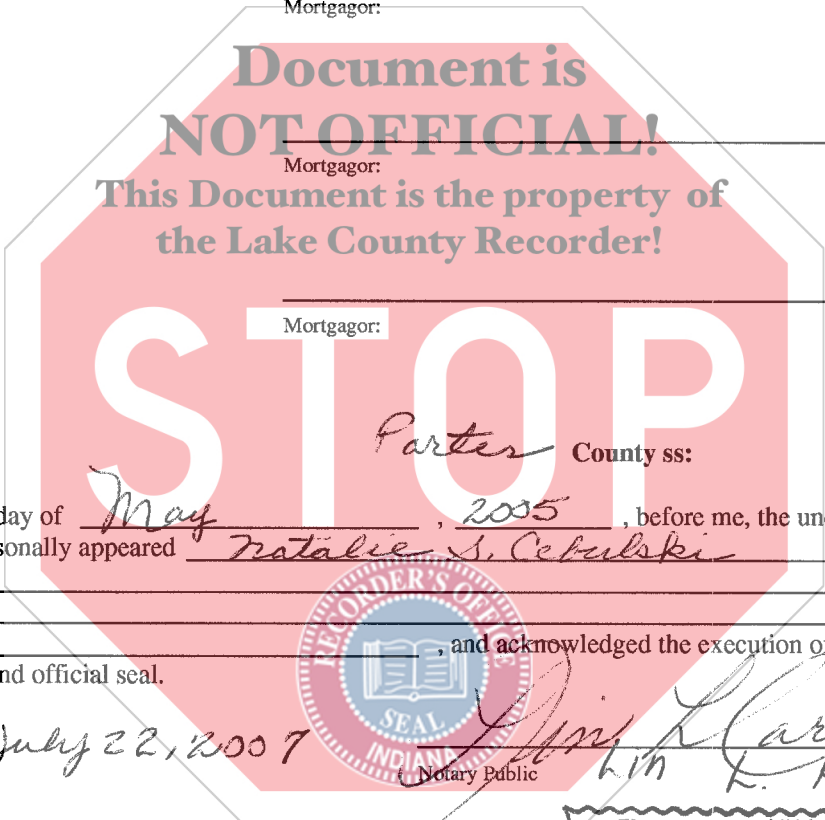 Mortgagor:
Document is
NOT OFFICIAL!
Mortgagor:
This Document is the property of
the Lake County Recorder!
STOP
Mortgagor:
Porter County ss:
day of May , 2005 , before me, the un
sonally appeared Natalie S. Cebulski
RECORDER'S OFFICE
, and acknowledged the execution o
nd official seal.
SEAL
INDIANA
July 22, 2007
Notary Public
L.